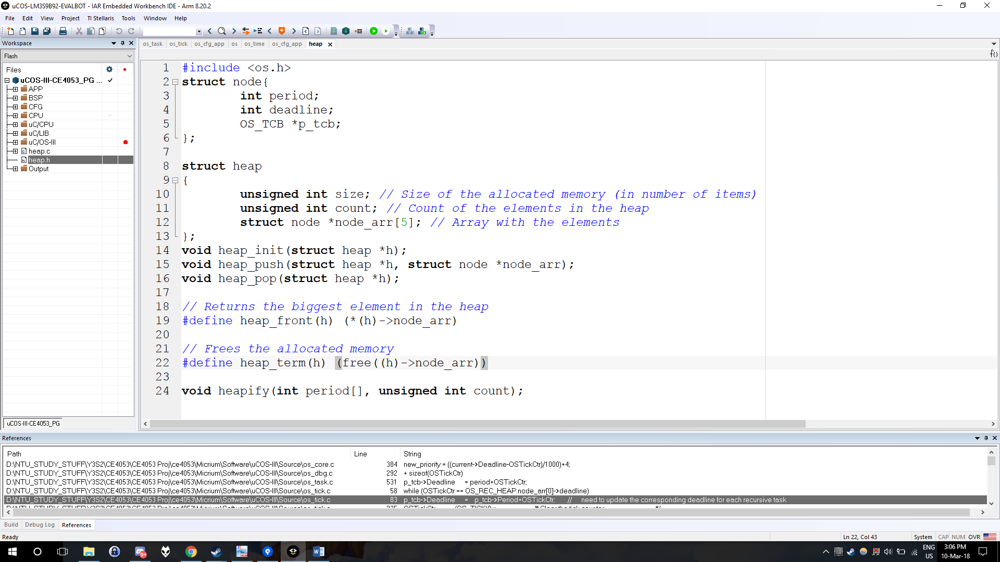 uCOS-LM3S9B92-EVALBOT - IAR Embedded Workbench IDE - Arm 8.20.2
File Edit View Project TI Stellaris Tools Window Help
Workspace
os_task os_tick os_cfg_app os os_time os_cfg_app heap
Flash
f()
Files
uCOS-III-CE4053_PG ...
APP
BSP
CFG
CPU
uC/CPU
uC/LIB
uC/OS-III
heap.c
heap.h
Output
uCOS-III-CE4053_PG
1 #include <os.h>
2 struct node{
3 int period;
4 int deadline;
5 OS_TCB *p_tcb;
6 };
7
8 struct heap
9 {
10 unsigned int size; // Size of the allocated memory (in number of items)
11 unsigned int count; // Count of the elements in the heap
12 struct node *node_arr[5]; // Array with the elements
13 };
14 void heap_init(struct heap *h);
15 void heap_push(struct heap *h, struct node *node_arr);
16 void heap_pop(struct heap *h);
17
18 // Returns the biggest element in the heap
19 #define heap_front(h) (*(h)->node_arr)
20
21 // Frees the allocated memory
22 #define heap_term(h) (free((h)->node_arr))
23
24 void heapify(int period[], unsigned int count);
References
Path Line String
D:\NTU_STUDY_STUFF\Y3S2\CE4053\CE4053 Proj\ce4053\Micrium\Software\uCOS-III\Source\os_core.c 384 new_priority = ((current->Deadline-OSTickCtr)/1000)+4;
D:\NTU_STUDY_STUFF\Y3S2\CE4053\CE4053 Proj\ce4053\Micrium\Software\uCOS-III\Source\os_dbg.c 292 + sizeof(OSTickCtr)
D:\NTU_STUDY_STUFF\Y3S2\CE4053\CE4053 Proj\ce4053\Micrium\Software\uCOS-III\Source\os_task.c 531 p_tcb->Deadline = period+OSTickCtr;
D:\NTU_STUDY_STUFF\Y3S2\CE4053\CE4053 Proj\ce4053\Micrium\Software\uCOS-III\Source\os_tick.c 58 while (OSTickCtr == OS_REC_HEAP.node_arr[0]->deadline)
D:\NTU_STUDY_STUFF\Y3S2\CE4053\CE4053 Proj\ce4053\Micrium\Software\uCOS-III\Source\os_tick.c 83 p_tcb->Deadline = p_tcb->Period+OSTickCtr; // need to update the corresponding deadline for each recursive task
Build Debug Log References
Ready Ln 22, Col 43 System CAP NUM OVR
9+
PDF
ENG
US
3:06 PM
10-Mar-18